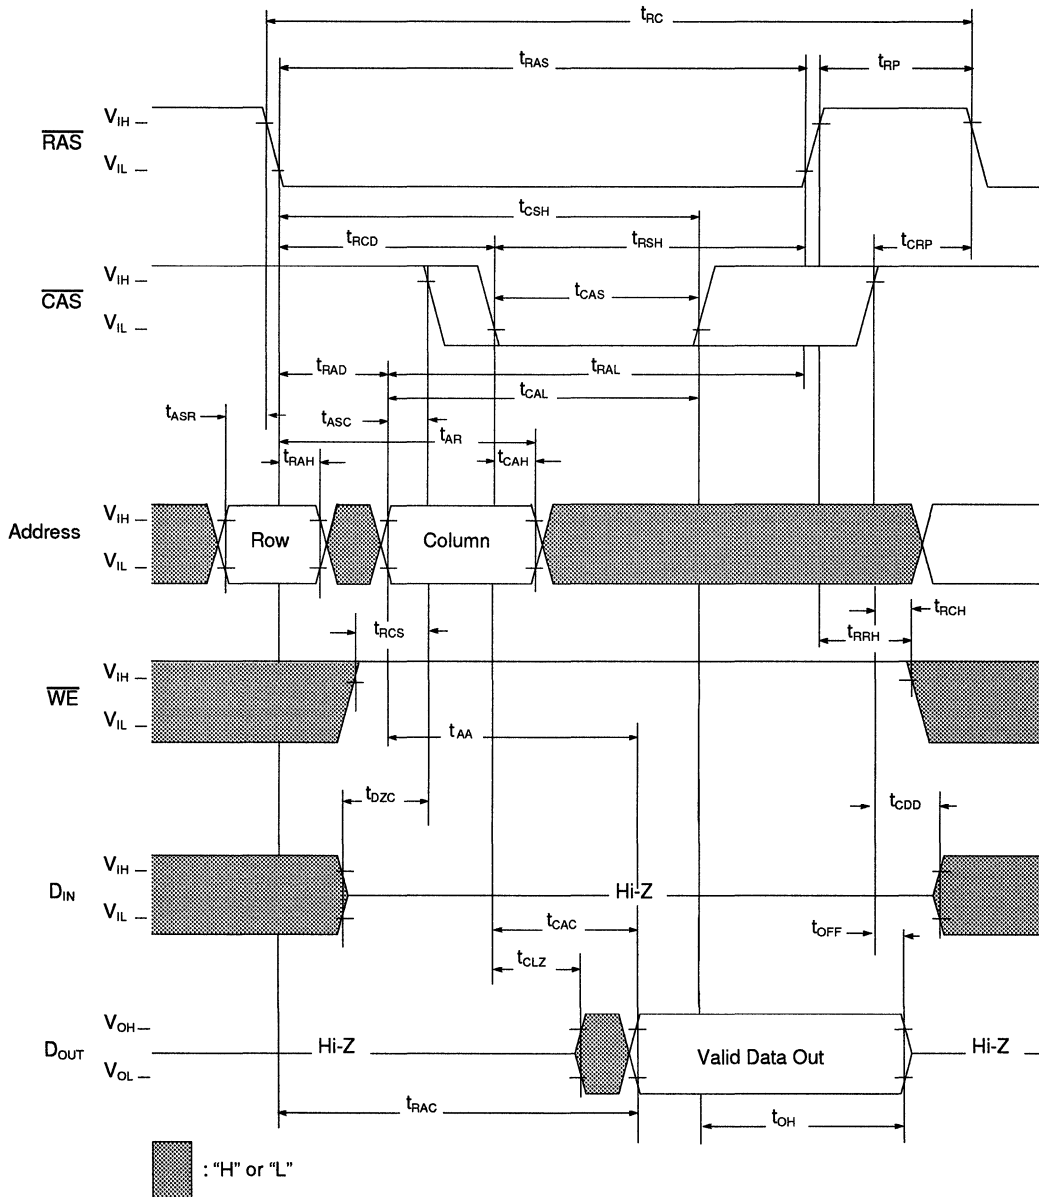 tRC
tRAS
tRP
RAS
VIH
VIL
tCSH
tRCD
tRSH
tCRP
CAS
VIH
VIL
tCAS
tRAD
tRAL
tCAL
tASR
tASC
tAR
tRAH
tCAH
Address
VIH
VIL
Row
Column
tRCS
tRCH
tRRH
WE
VIH
VIL
tAA
tDZC
tCDD
DIN
VIH
VIL
Hi-Z
tCAC
tOFF
tCLZ
DOUT
VOH
VOL
Hi-Z
Valid Data Out
Hi-Z
tRAC
tOH
: “H” or “L”